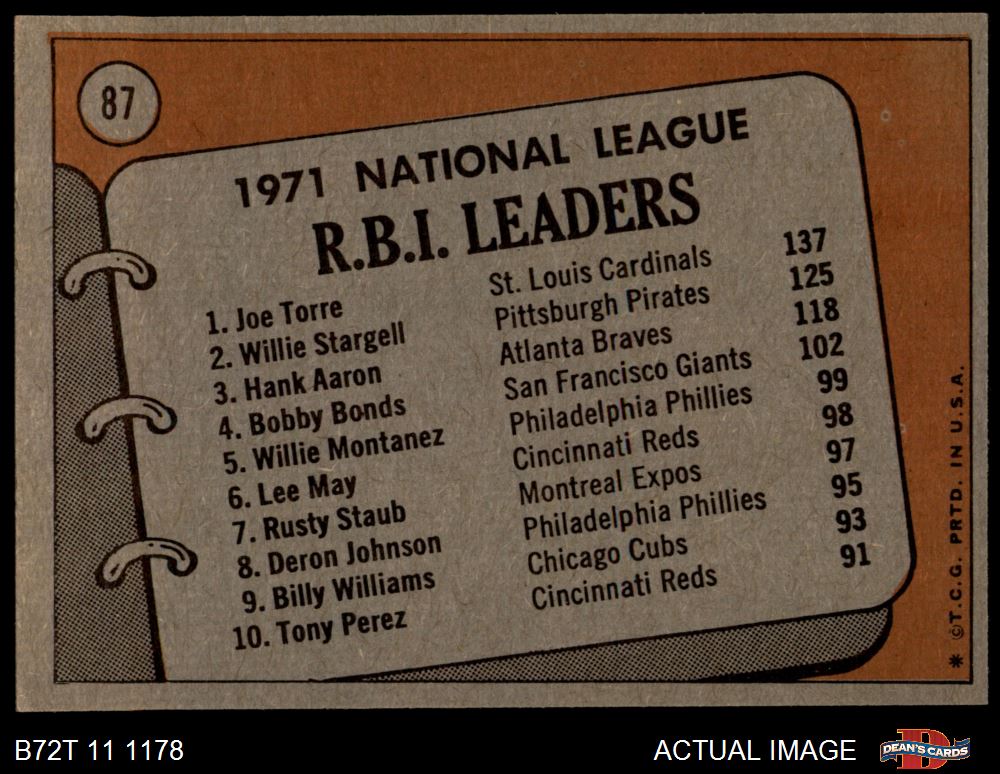 87
1971 NATIONAL LEAGUE
R.B.I. LEADERS
1. Joe Torre St. Louis Cardinals 137
2. Willie Stargell Pittsburgh Pirates 125
3. Hank Aaron Atlanta Braves 118
4. Bobby Bonds San Francisco Giants 102
5. Willie Montanez Philadelphia Phillies 99
6. Lee May Cincinnati Reds 98
7. Rusty Staub Montreal Expos 97
8. Deron Johnson Philadelphia Phillies 95
9. Billy Williams Chicago Cubs 93
10. Tony Perez Cincinnati Reds 91
* ©T.C.G. PRTD. IN U.S.A.
B72T 11 1178 ACTUAL IMAGE
DEAN'S CARDS